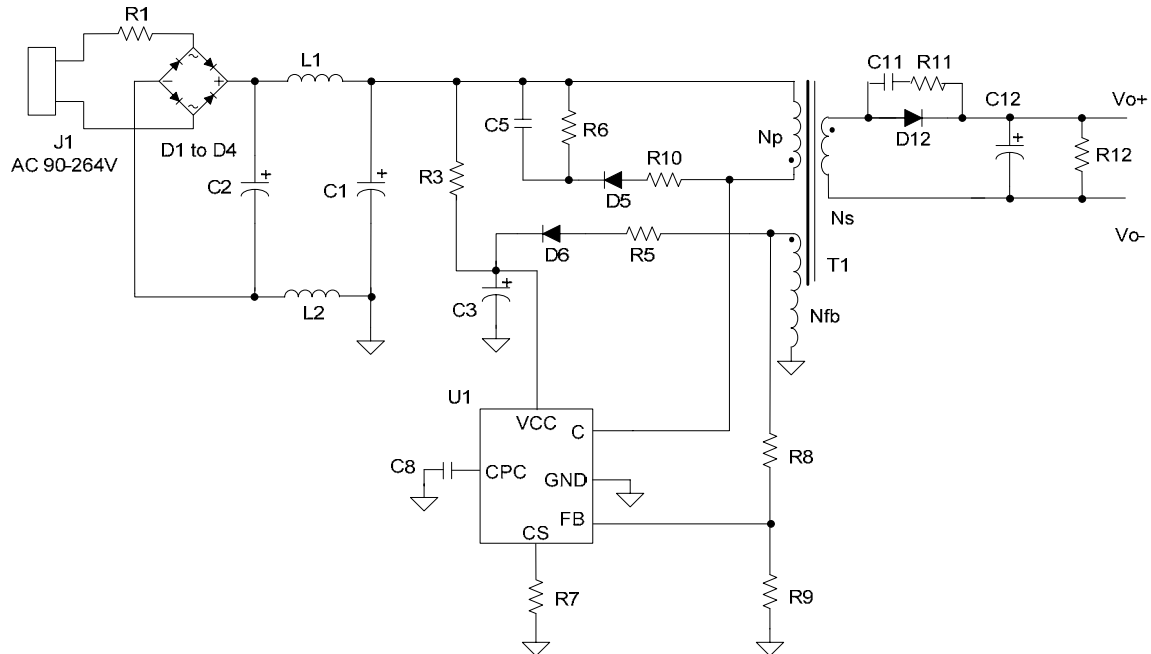 R1
J1
AC 90-264V
~
~
-
+
D1 to D4
L1
C2
+
C1
+
L2
R3
C5
R6
R10
D5
D6
R5
C3
+
Np
Ns
T1
Nfb
C11
R11
D12
C12
+
R12
Vo+
Vo-
U1
VCC
C
CPC
GND
FB
CS
C8
R7
R8
R9